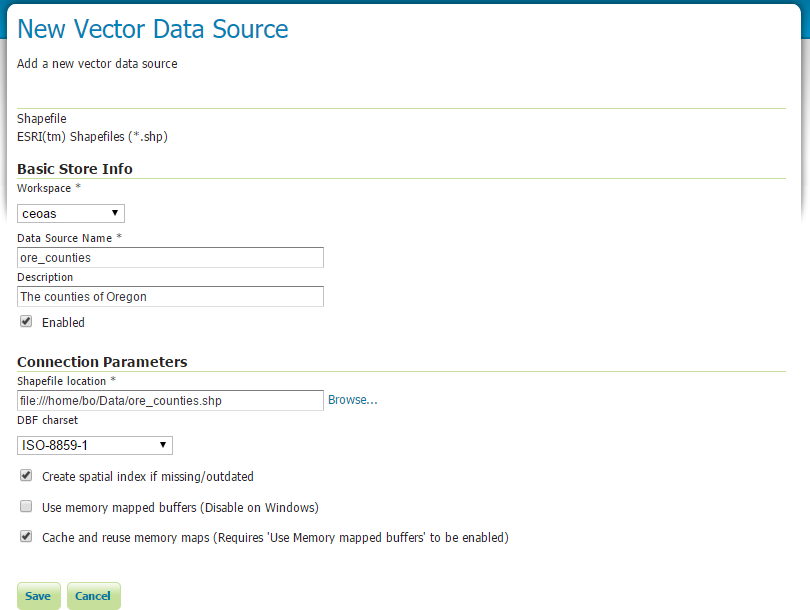 New Vector Data Source
Add a new vector data source
Shapefile
ESRI(tm) Shapefiles (*.shp)
Basic Store Info
Workspace *
ceoas
Data Source Name *
ore_counties
Description
The counties of Oregon
Enabled
Connection Parameters
Shapefile location *
file:///home/bo/Data/ore_counties.shp Browse...
DBF charset
ISO-8859-1
Create spatial index if missing/outdated
Use memory mapped buffers (Disable on Windows)
Cache and reuse memory maps (Requires 'Use Memory mapped buffers' to be enabled)
Save Cancel